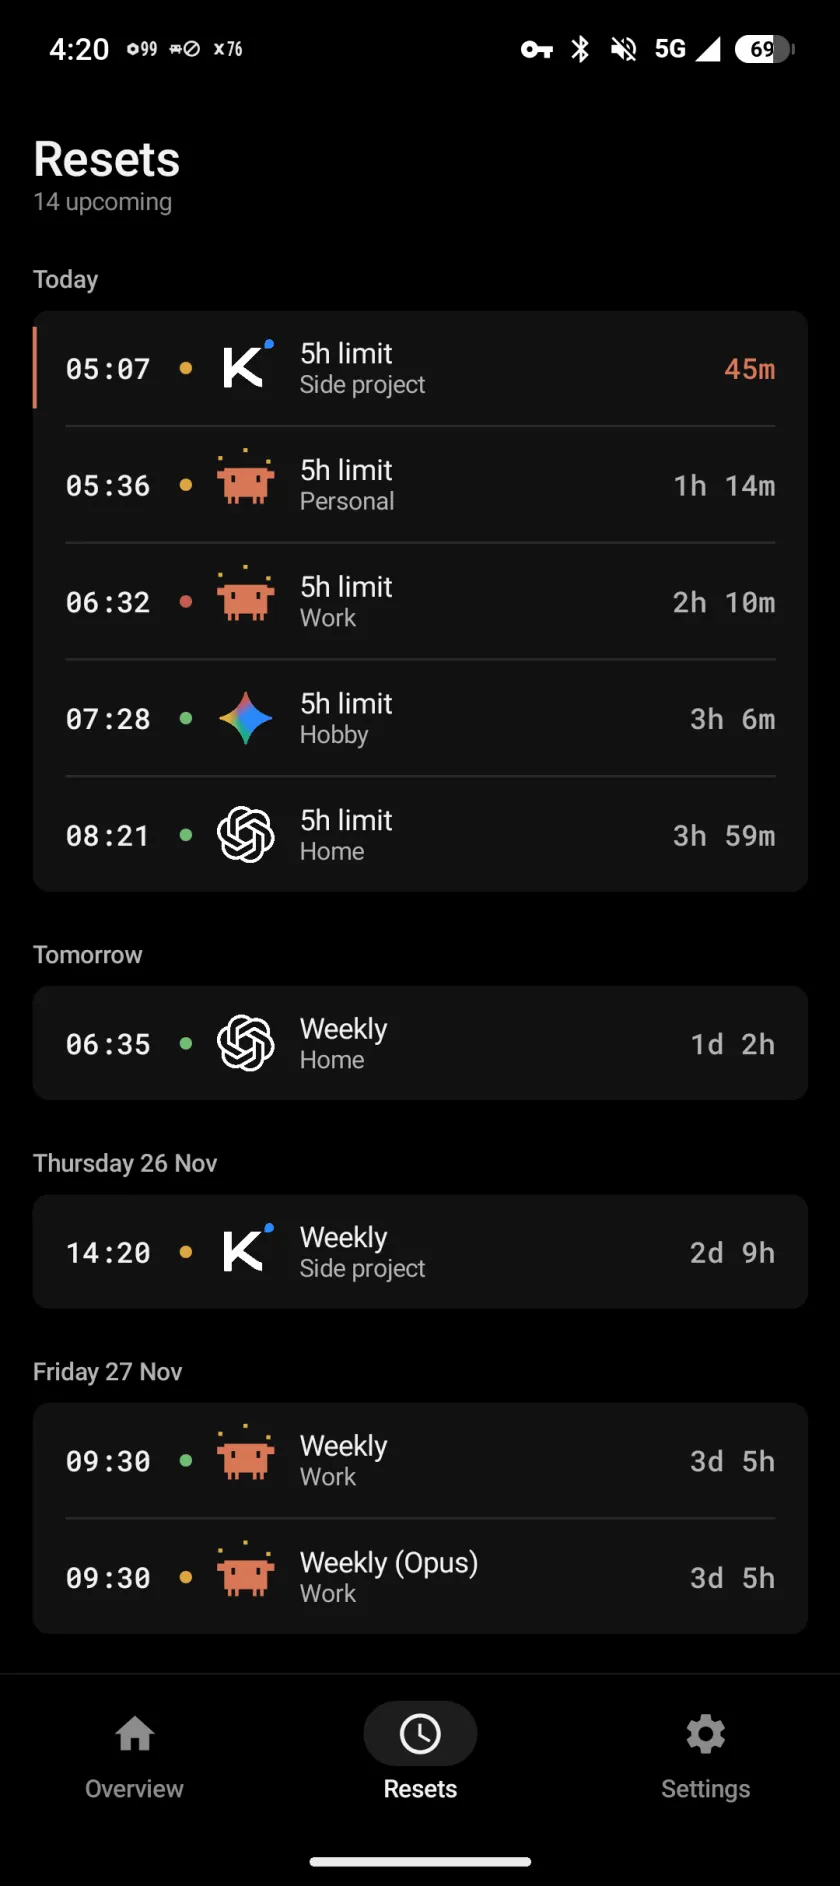 4:20 99 x76 5G 69
Resets
14 upcoming
Today
05:07 5h limit 45m
Side project
05:36 5h limit 1h 14m
Personal
06:32 5h limit 2h 10m
Work
07:28 5h limit 3h 6m
Hobby
08:21 5h limit 3h 59m
Home
Tomorrow
06:35 Weekly 1d 2h
Home
Thursday 26 Nov
14:20 Weekly 2d 9h
Side project
Friday 27 Nov
09:30 Weekly 3d 5h
Work
09:30 Weekly (Opus) 3d 5h
Work
Overview Resets Settings